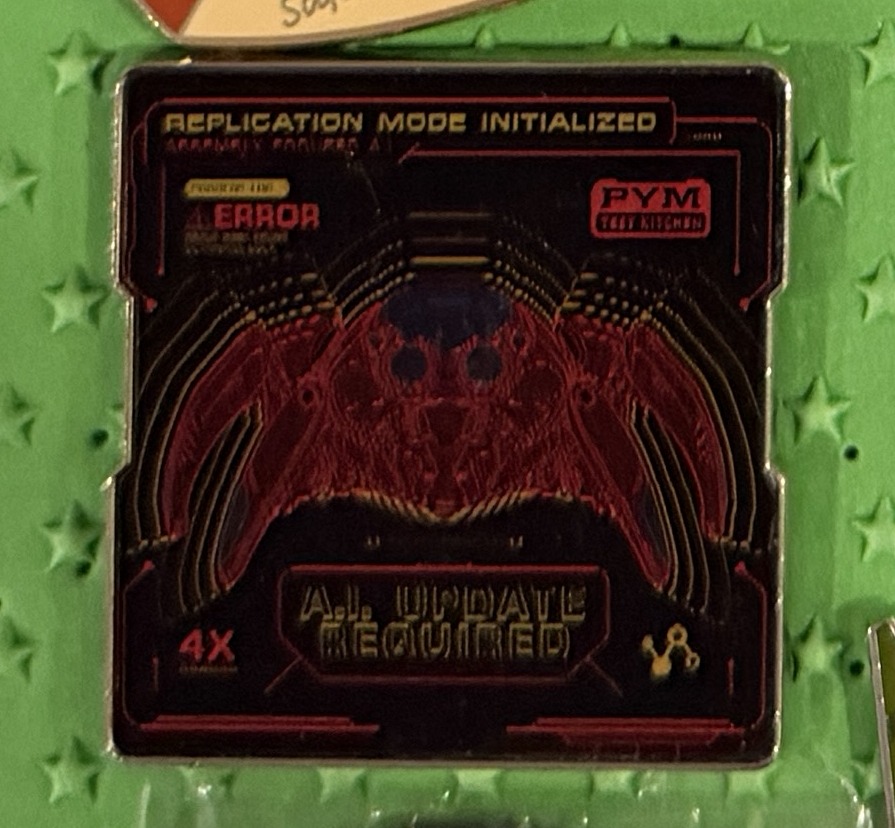 REPLICATION MODE INITIALIZED
ERROR
PYM
TEST KITCHEN
A.I. UPDATE
REQUIRED
4X